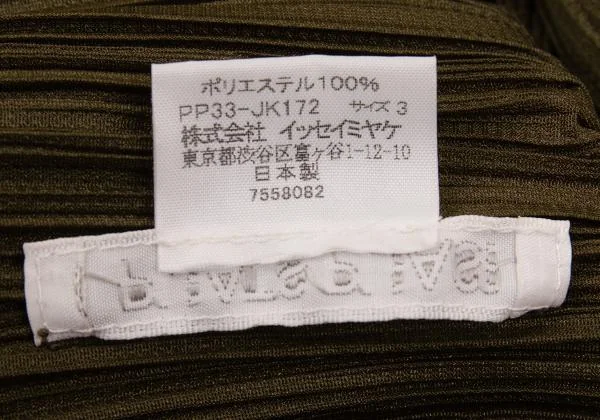 ポリエステル100%
PP33-JK172 サイズ 3
株式会社 イッセイミヤケ
東京都渋谷区富ヶ谷1-12-10
日本製
7558082